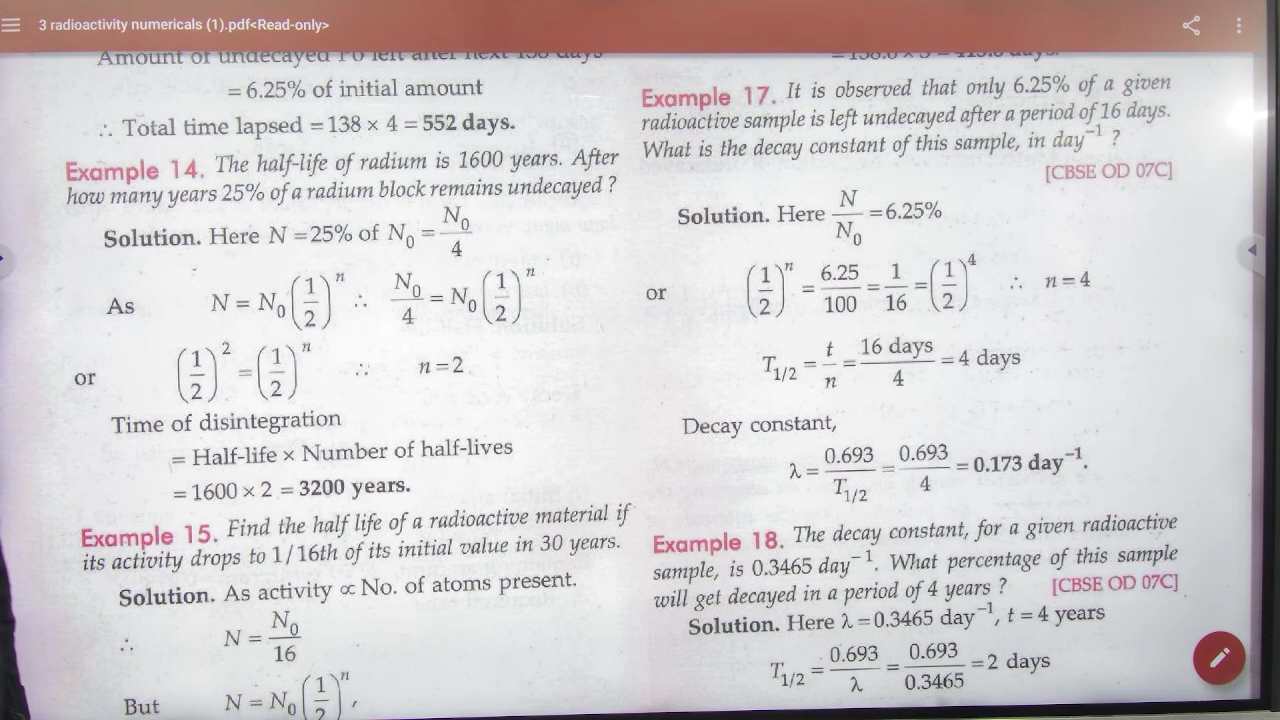 3 radioactivity numericals (1).pdf<Read-only>
Amount of undecayed Po left after next 138 days
= 6.25% of initial amount
∴ Total time lapsed = 138 × 4 = 552 days.
Example 14. The half-life of radium is 1600 years. After
how many years 25% of a radium block remains undecayed ?
Solution. Here N = 25% of N₀ = N₀/4
As N = N₀ (1/2)ⁿ ∴ N₀/4 = N₀ (1/2)ⁿ
or (1/2)² = (1/2)ⁿ ∴ n = 2
Time of disintegration
= Half-life × Number of half-lives
= 1600 × 2 = 3200 years.
Example 15. Find the half life of a radioactive material if
its activity drops to 1/16th of its initial value in 30 years.
Solution. As activity ∝ No. of atoms present.
∴ N = N₀/16
But N = N₀ (1/2)ⁿ,
Example 17. It is observed that only 6.25% of a given
radioactive sample is left undecayed after a period of 16 days.
What is the decay constant of this sample, in day⁻¹ ?
[CBSE OD 07C]
Solution. Here N/N₀ = 6.25%
or (1/2)ⁿ = 6.25/100 = 1/16 = (1/2)⁴ ∴ n = 4
T₁/₂ = t/n = 16 days/4 = 4 days
Decay constant,
λ = 0.693/T₁/₂ = 0.693/4 = 0.173 day⁻¹.
Example 18. The decay constant, for a given radioactive
sample, is 0.3465 day⁻¹. What percentage of this sample
will get decayed in a period of 4 years ? [CBSE OD 07C]
Solution. Here λ = 0.3465 day⁻¹, t = 4 years
T₁/₂ = 0.693/λ = 0.693/0.3465 = 2 days